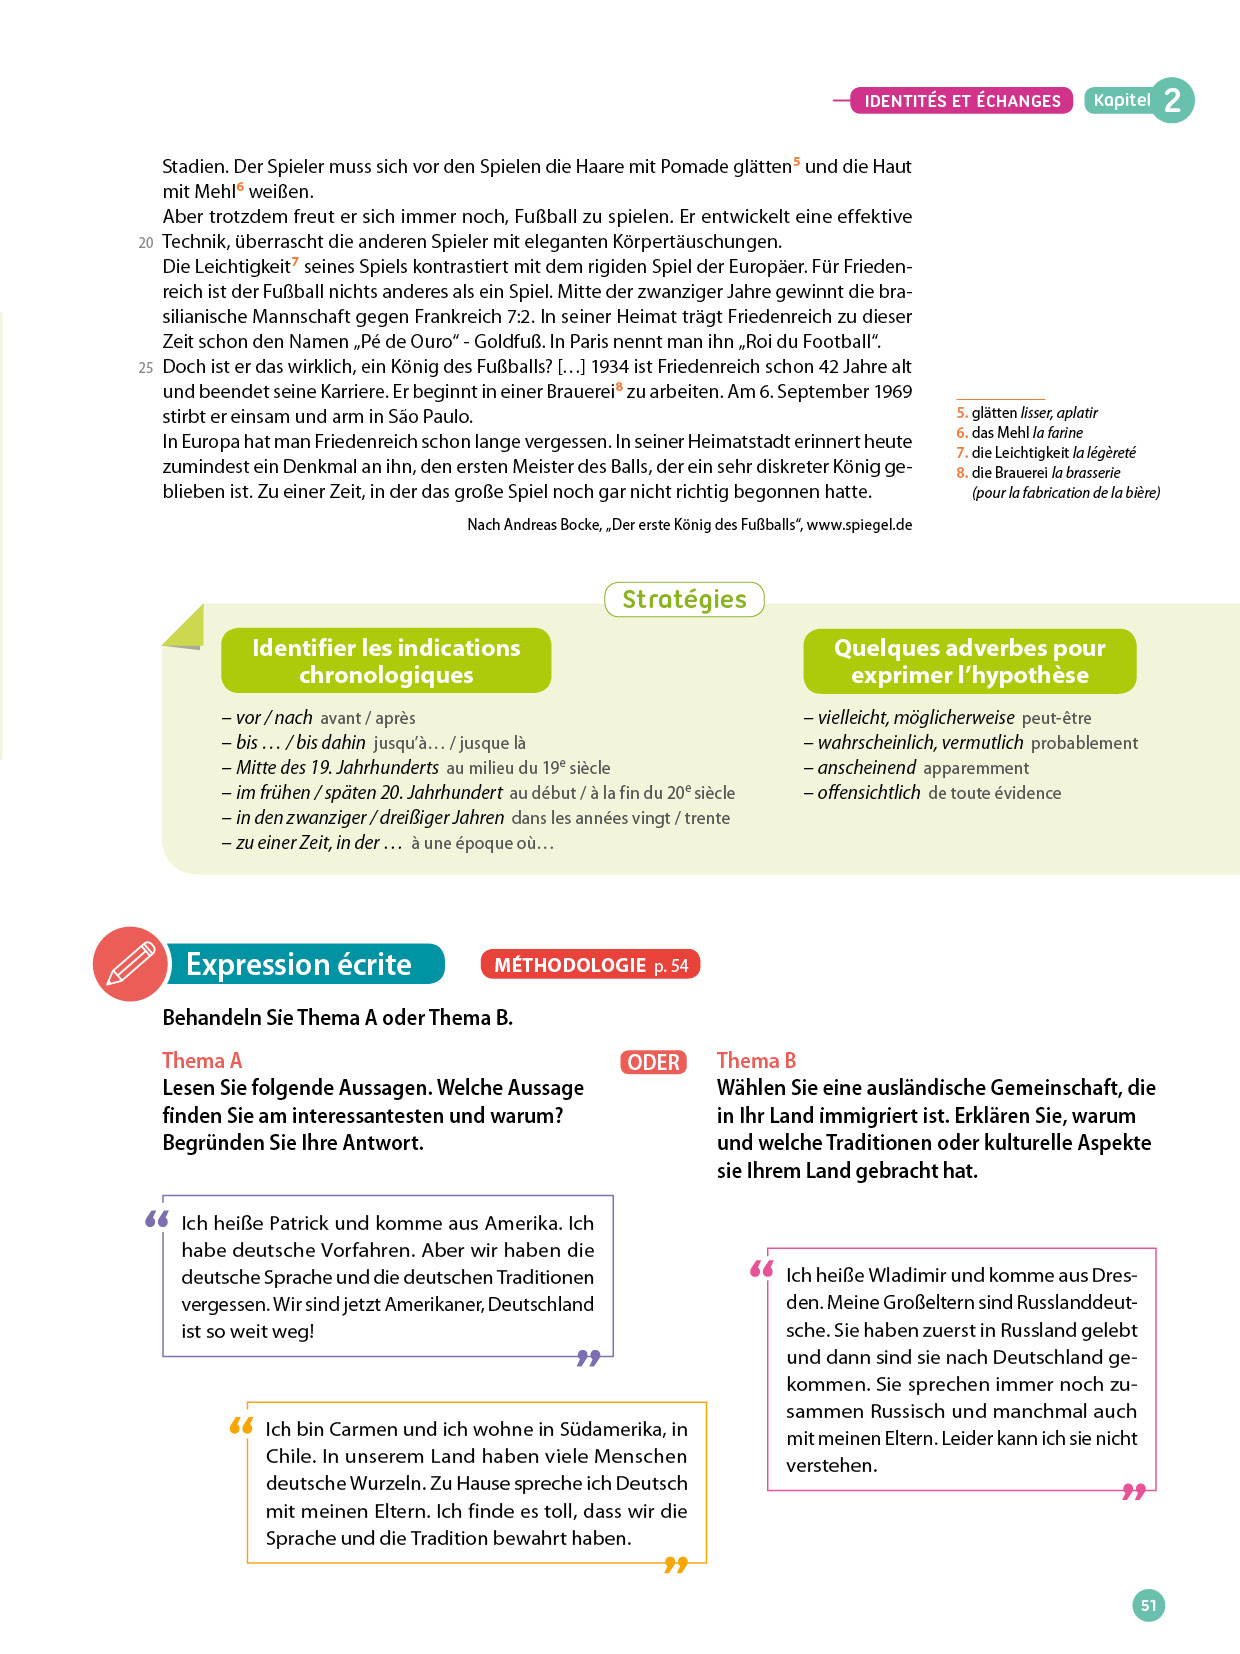 IDENTITÉS ET ÉCHANGES Kapitel 2
Stadien. Der Spieler muss sich vor den Spielen die Haare mit Pomade glätten5 und die Haut
mit Mehl6 weißen.
Aber trotzdem freut er sich immer noch, Fußball zu spielen. Er entwickelt eine effektive
20 Technik, überrascht die anderen Spieler mit eleganten Körpertäuschungen.
Die Leichtigkeit7 seines Spiels kontrastiert mit dem rigiden Spiel der Europäer. Für Frieden-
reich ist der Fußball nichts anderes als ein Spiel. Mitte der zwanziger Jahre gewinnt die bra-
silianische Mannschaft gegen Frankreich 7:2. In seiner Heimat trägt Friedenreich zu dieser
Zeit schon den Namen „Pé de Ouro“ - Goldfuß. In Paris nennt man ihn „Roi du Football“.
25 Doch ist er das wirklich, ein König des Fußballs? […] 1934 ist Friedenreich schon 42 Jahre alt
und beendet seine Karriere. Er beginnt in einer Brauerei8 zu arbeiten. Am 6. September 1969
stirbt er einsam und arm in São Paulo.
In Europa hat man Friedenreich schon lange vergessen. In seiner Heimatstadt erinnert heute
zumindest ein Denkmal an ihn, den ersten Meister des Balls, der ein sehr diskreter König ge-
blieben ist. Zu einer Zeit, in der das große Spiel noch gar nicht richtig begonnen hatte.
Nach Andreas Bocke, „Der erste König des Fußballs“, www.spiegel.de
5. glätten lisser, aplatir
6. das Mehl la farine
7. die Leichtigkeit la légèreté
8. die Brauerei la brasserie
(pour la fabrication de la bière)
Stratégies
Identifier les indications
chronologiques
– vor / nach avant / après
– bis … / bis dahin jusqu’à… / jusque là
– Mitte des 19. Jahrhunderts au milieu du 19e siècle
– im frühen / späten 20. Jahrhundert au début / à la fin du 20e siècle
– in den zwanziger / dreißiger Jahren dans les années vingt / trente
– zu einer Zeit, in der … à une époque où…
Quelques adverbes pour
exprimer l’hypothèse
– vielleicht, möglicherweise peut-être
– wahrscheinlich, vermutlich probablement
– anscheinend apparemment
– offensichtlich de toute évidence
Expression écrite
MÉTHODOLOGIE p. 54
Behandeln Sie Thema A oder Thema B.
Thema A
Lesen Sie folgende Aussagen. Welche Aussage
finden Sie am interessantesten und warum?
Begründen Sie Ihre Antwort.
“ Ich heiße Patrick und komme aus Amerika. Ich
habe deutsche Vorfahren. Aber wir haben die
deutsche Sprache und die deutschen Traditionen
vergessen. Wir sind jetzt Amerikaner, Deutschland
ist so weit weg! ”
“ Ich bin Carmen und ich wohne in Südamerika, in
Chile. In unserem Land haben viele Menschen
deutsche Wurzeln. Zu Hause spreche ich Deutsch
mit meinen Eltern. Ich finde es toll, dass wir die
Sprache und die Tradition bewahrt haben. ”
ODER
Thema B
Wählen Sie eine ausländische Gemeinschaft, die
in Ihr Land immigriert ist. Erklären Sie, warum
und welche Traditionen oder kulturelle Aspekte
sie Ihrem Land gebracht hat.
“ Ich heiße Wladimir und komme aus Dres-
den. Meine Großeltern sind Russlanddeut-
sche. Sie haben zuerst in Russland gelebt
und dann sind sie nach Deutschland ge-
kommen. Sie sprechen immer noch zu-
sammen Russisch und manchmal auch
mit meinen Eltern. Leider kann ich sie nicht
verstehen. ”
51